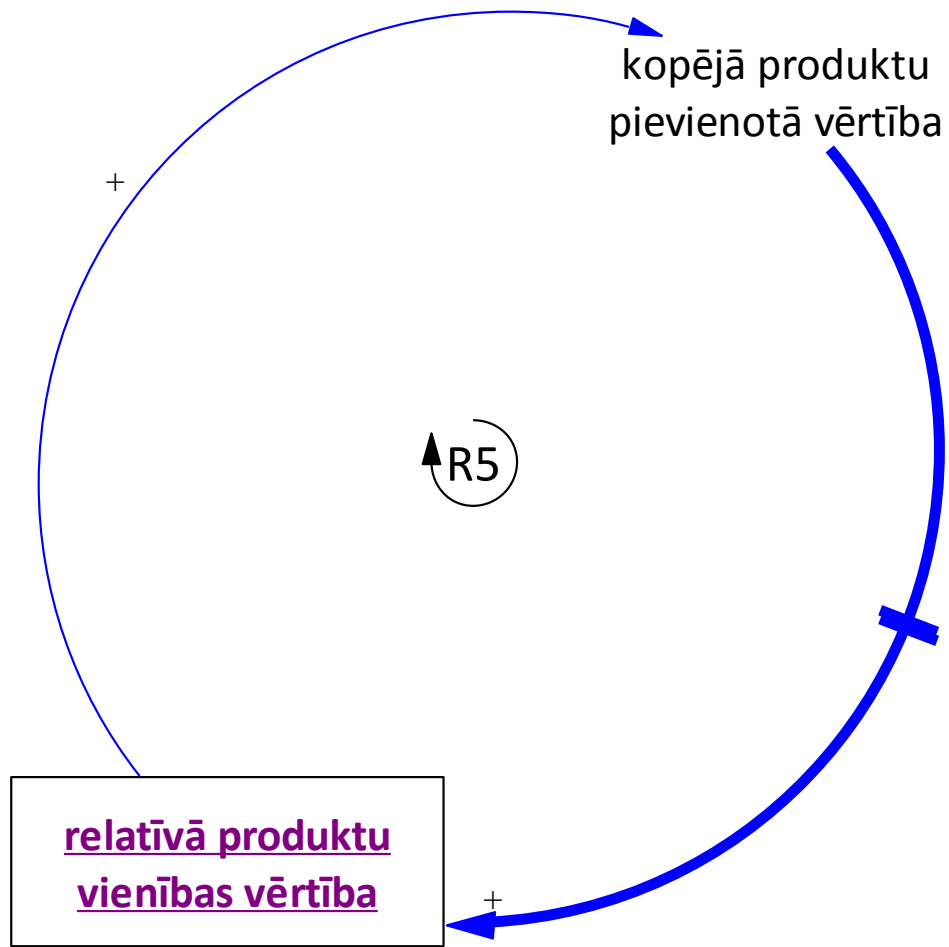 kopējā produktu
pievienotā vērtība
+
R5
relatīvā produktu
vienības vērtība
+